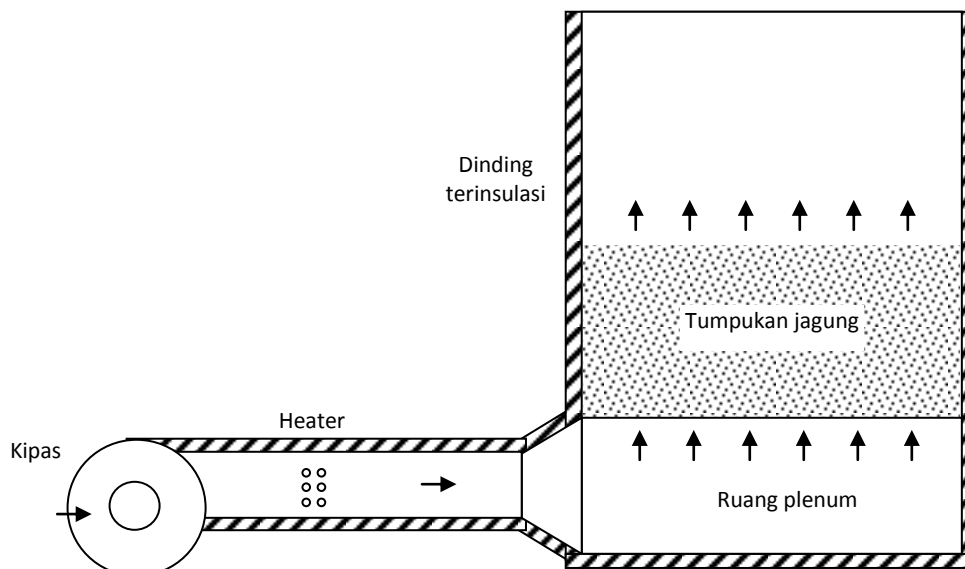 Dinding
terinsulasi
Tumpukan jagung
Heater
Kipas
Ruang plenum